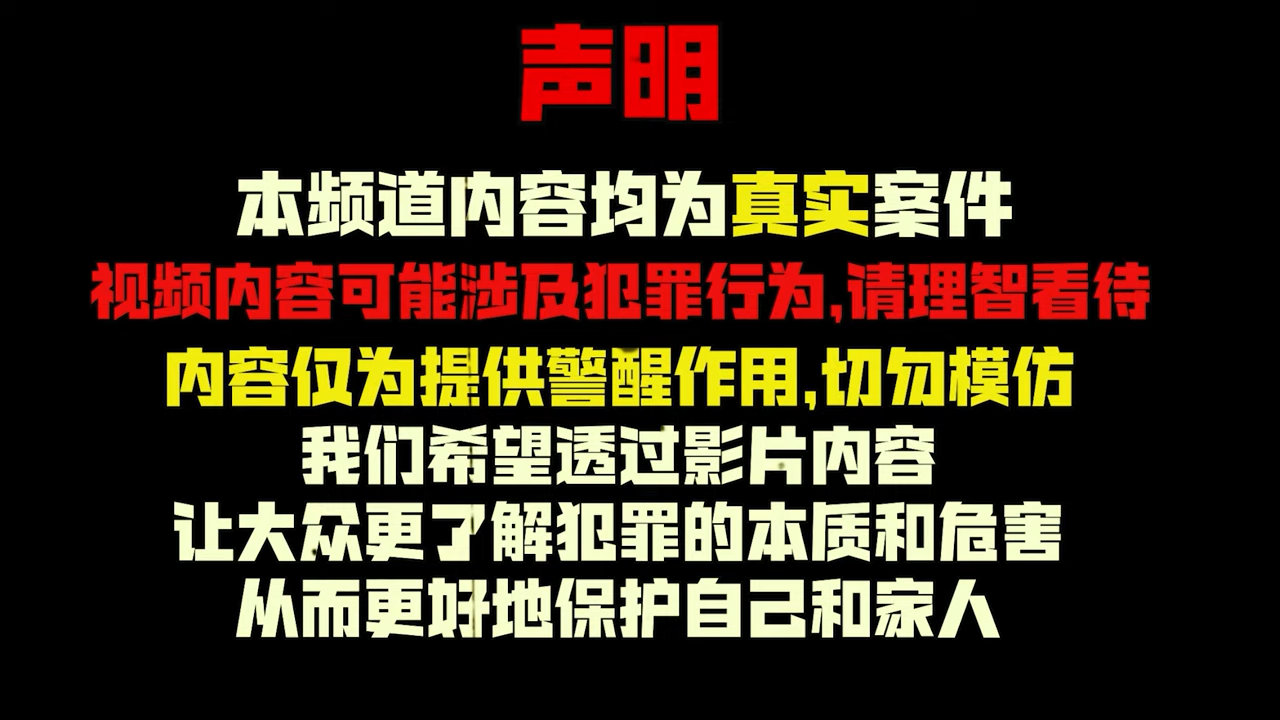 声明
本频道内容均为真实案件
视频内容可能涉及犯罪行为,请理智看待
内容仅为提供警醒作用,切勿模仿
我们希望透过影片内容
让大众更了解犯罪的本质和危害
从而更好地保护自己和家人